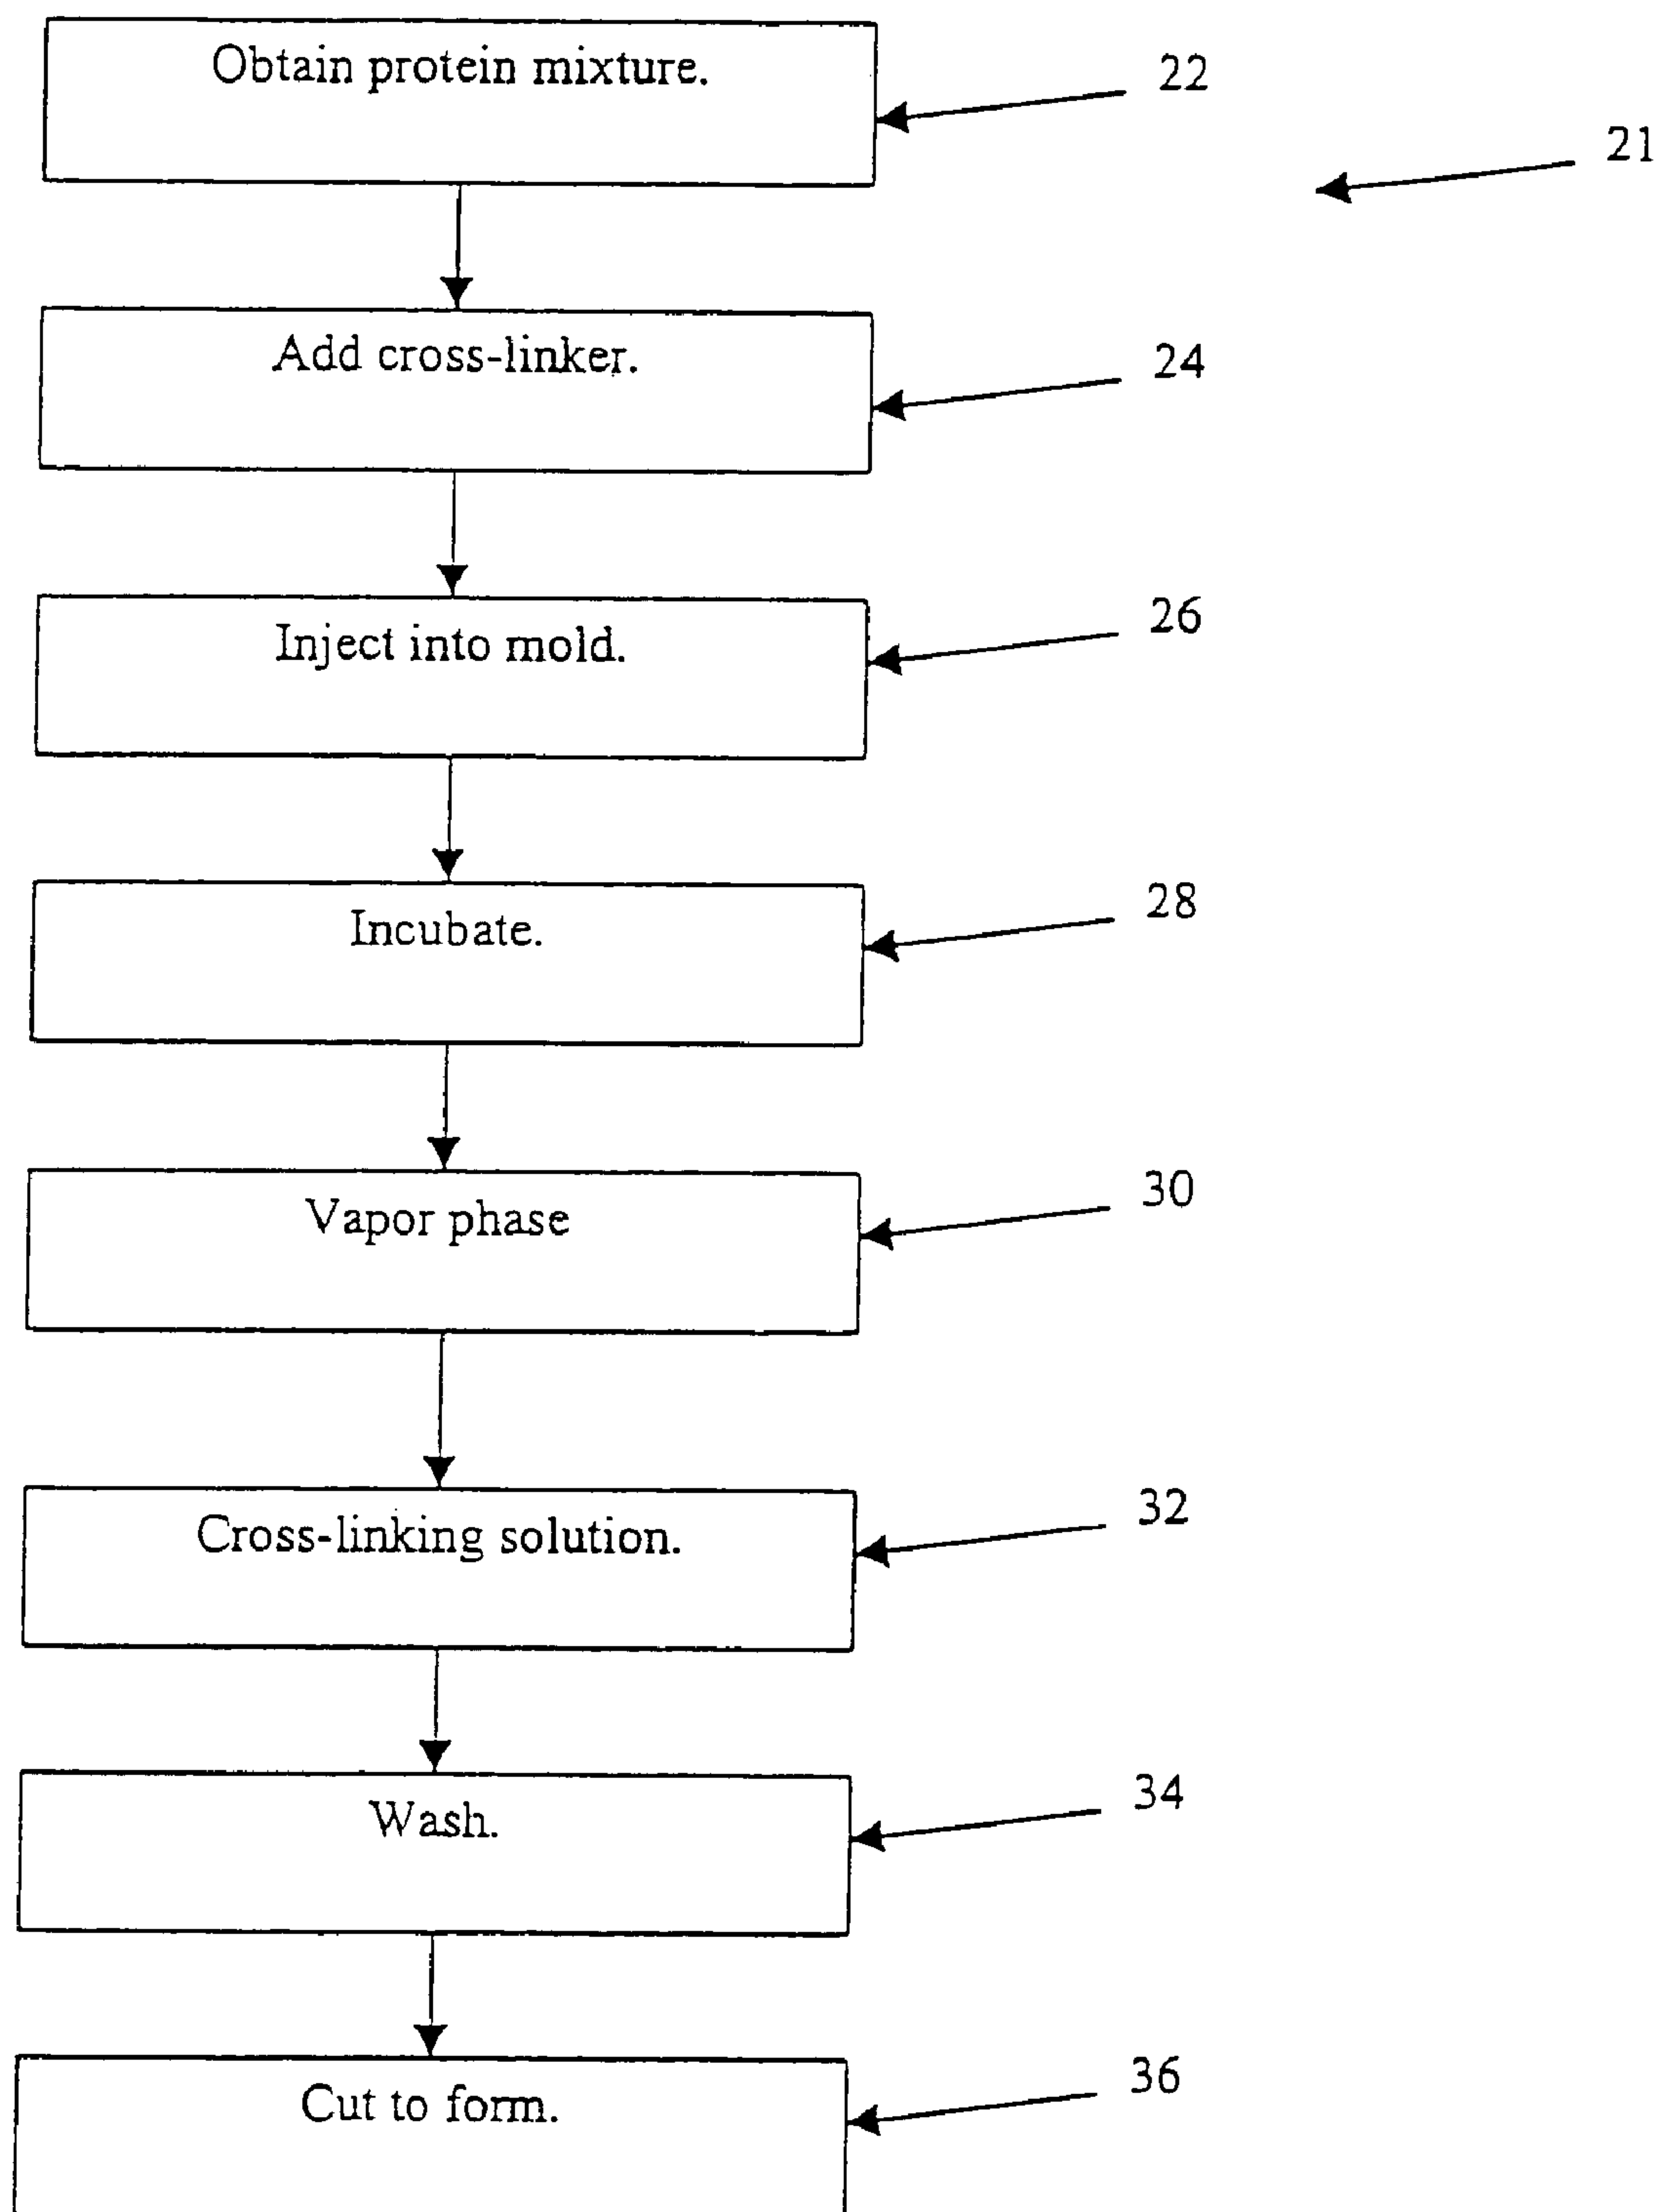 Obtain protein mixture.
22
21
Add cross-linker.
24
Inject into mold.
26
Incubate.
28
Vapor phase
30
Cross-linking solution.
32
Wash.
34
Cut to form.
36